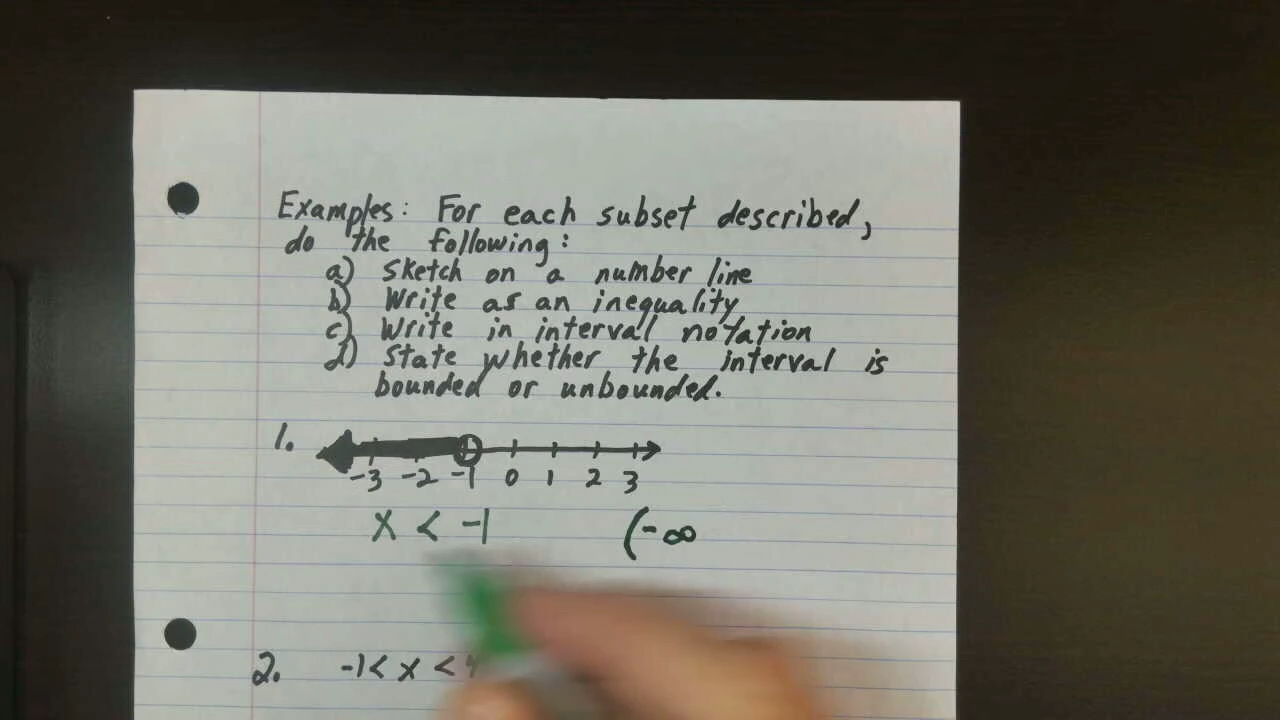 Examples: For each subset described,
do the following:
a) Sketch on a number line
b) Write as an inequality
c) Write in interval notation
d) State whether the interval is
bounded or unbounded.
1.
-3 -2 -1 0 1 2 3
x < -1 (-∞
2. -1 < x <